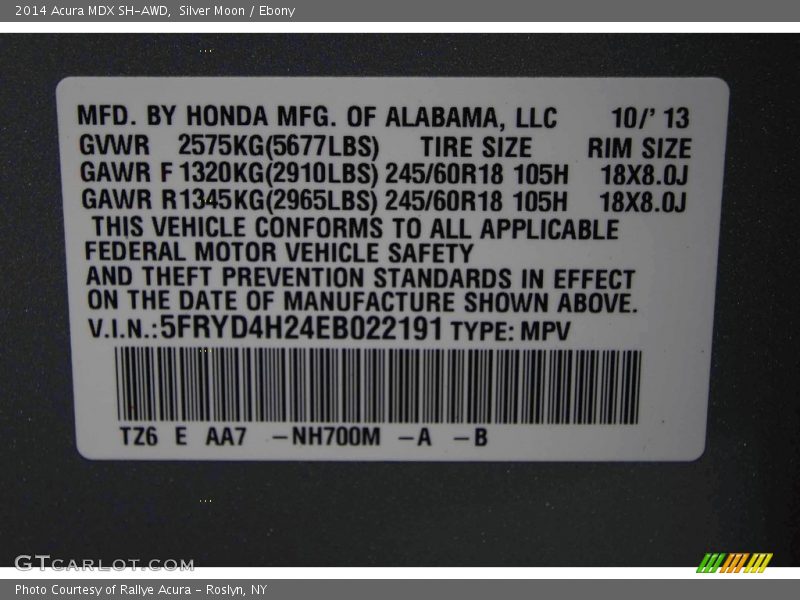 2014 Acura MDX SH-AWD,  Silver Moon / Ebony
MFD. BY HONDA MFG. OF ALABAMA, LLC 10/' 13
GVWR 2575KG(5677LBS) TIRE SIZE RIM SIZE
GAWR F 1320KG(2910LBS) 245/60R18 105H 18X8.0J
GAWR R1345KG(2965LBS) 245/60R18 105H 18X8.0J
THIS VEHICLE CONFORMS TO ALL APPLICABLE
FEDERAL MOTOR VEHICLE SAFETY
AND THEFT PREVENTION STANDARDS IN EFFECT
ON THE DATE OF MANUFACTURE SHOWN ABOVE.
V.I.N.:5FRYD4H24EB022191 TYPE: MPV
TZ6 E AA7 -NH700M -A -B
GTCARLOT.COM
Photo Courtesy of Rallye Acura - Roslyn, NY